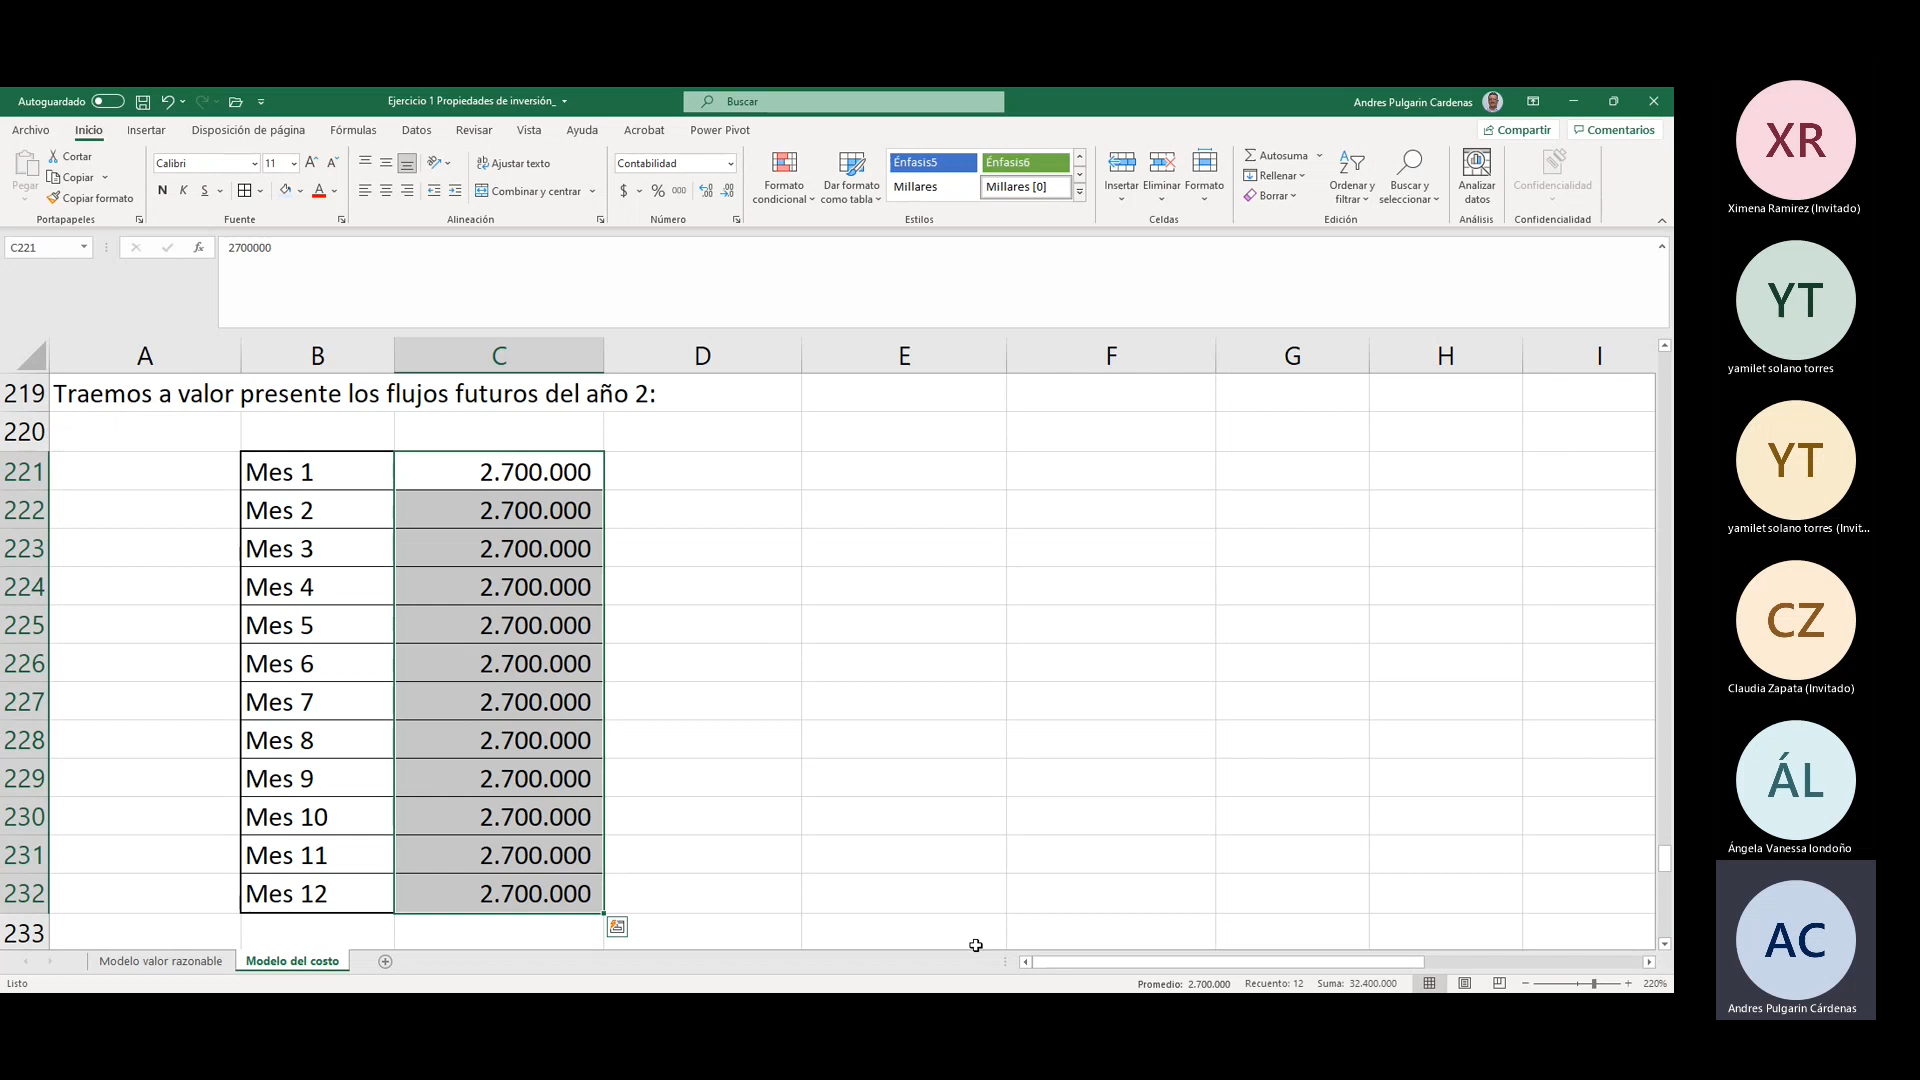 Autoguardado
Ejercicio 1 Propiedades de inversión_
Buscar
Andres Pulgarin Cardenas
Archivo Inicio Insertar Disposición de página Fórmulas Datos Revisar Vista Ayuda Acrobat Power Pivot
Compartir Comentarios
Pegar
Cortar
Copiar
Copiar formato
Portapapeles
Calibri 11
N K S
Fuente
Ajustar texto
Combinar y centrar
Alineación
Contabilidad
$ % 000
Número
Formato condicional
Dar formato como tabla
Énfasis5 Énfasis6
Millares Millares [0]
Estilos
Insertar Eliminar Formato
Celdas
Autosuma
Rellenar
Borrar
Ordenar y filtrar
Buscar y seleccionar
Edición
Analizar datos
Análisis
Confidencialidad
Confidencialidad
C221
fx
2700000
A B C D E F G H I
219 Traemos a valor presente los flujos futuros del año 2:
220
221 Mes 1 2.700.000
222 Mes 2 2.700.000
223 Mes 3 2.700.000
224 Mes 4 2.700.000
225 Mes 5 2.700.000
226 Mes 6 2.700.000
227 Mes 7 2.700.000
228 Mes 8 2.700.000
229 Mes 9 2.700.000
230 Mes 10 2.700.000
231 Mes 11 2.700.000
232 Mes 12 2.700.000
233
Modelo valor razonable Modelo del costo
Listo
Promedio: 2.700.000 Recuento: 12 Suma: 32.400.000
220%
XR
Ximena Ramirez (Invitado)
YT
yamilet solano torres
YT
yamilet solano torres (Invit...
CZ
Claudia Zapata (Invitado)
ÁL
Ángela Vanessa londoño
AC
Andres Pulgarin Cárdenas